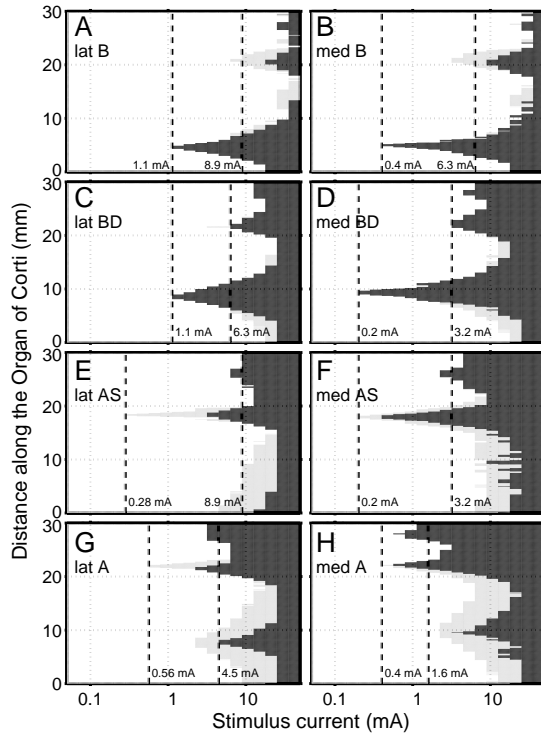 A
lat B
B
med B
30
20
10
0
1.1 mA
8.9 mA
0.4 mA
6.3 mA
C
lat BD
D
med BD
30
20
10
0
1.1 mA
6.3 mA
0.2 mA
3.2 mA
E
lat AS
F
med AS
30
20
10
0
0.28 mA
8.9 mA
0.2 mA
3.2 mA
G
lat A
H
med A
30
20
10
0
0.56 mA
4.5 mA
0.4 mA
1.6 mA
0.1
1
10
0.1
1
10
Distance along the Organ of Corti (mm)
Stimulus current (mA)